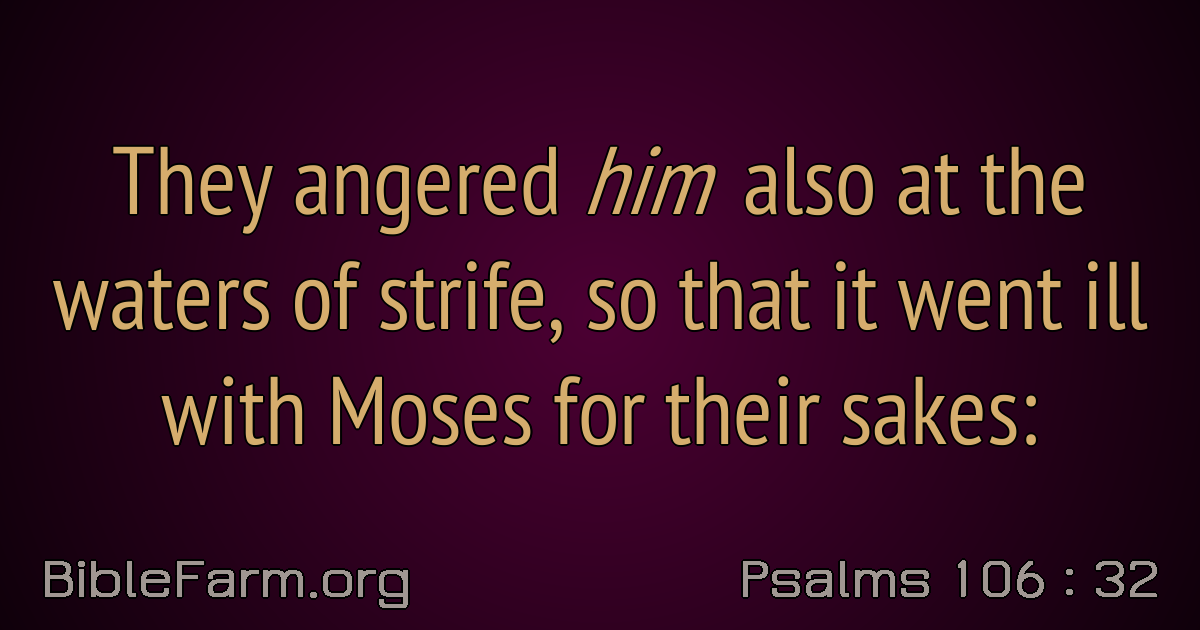 They angered him also at the
waters of strife, so that it went ill
with Moses for their sakes:
BibleFarm.org
Psalms 106 : 32